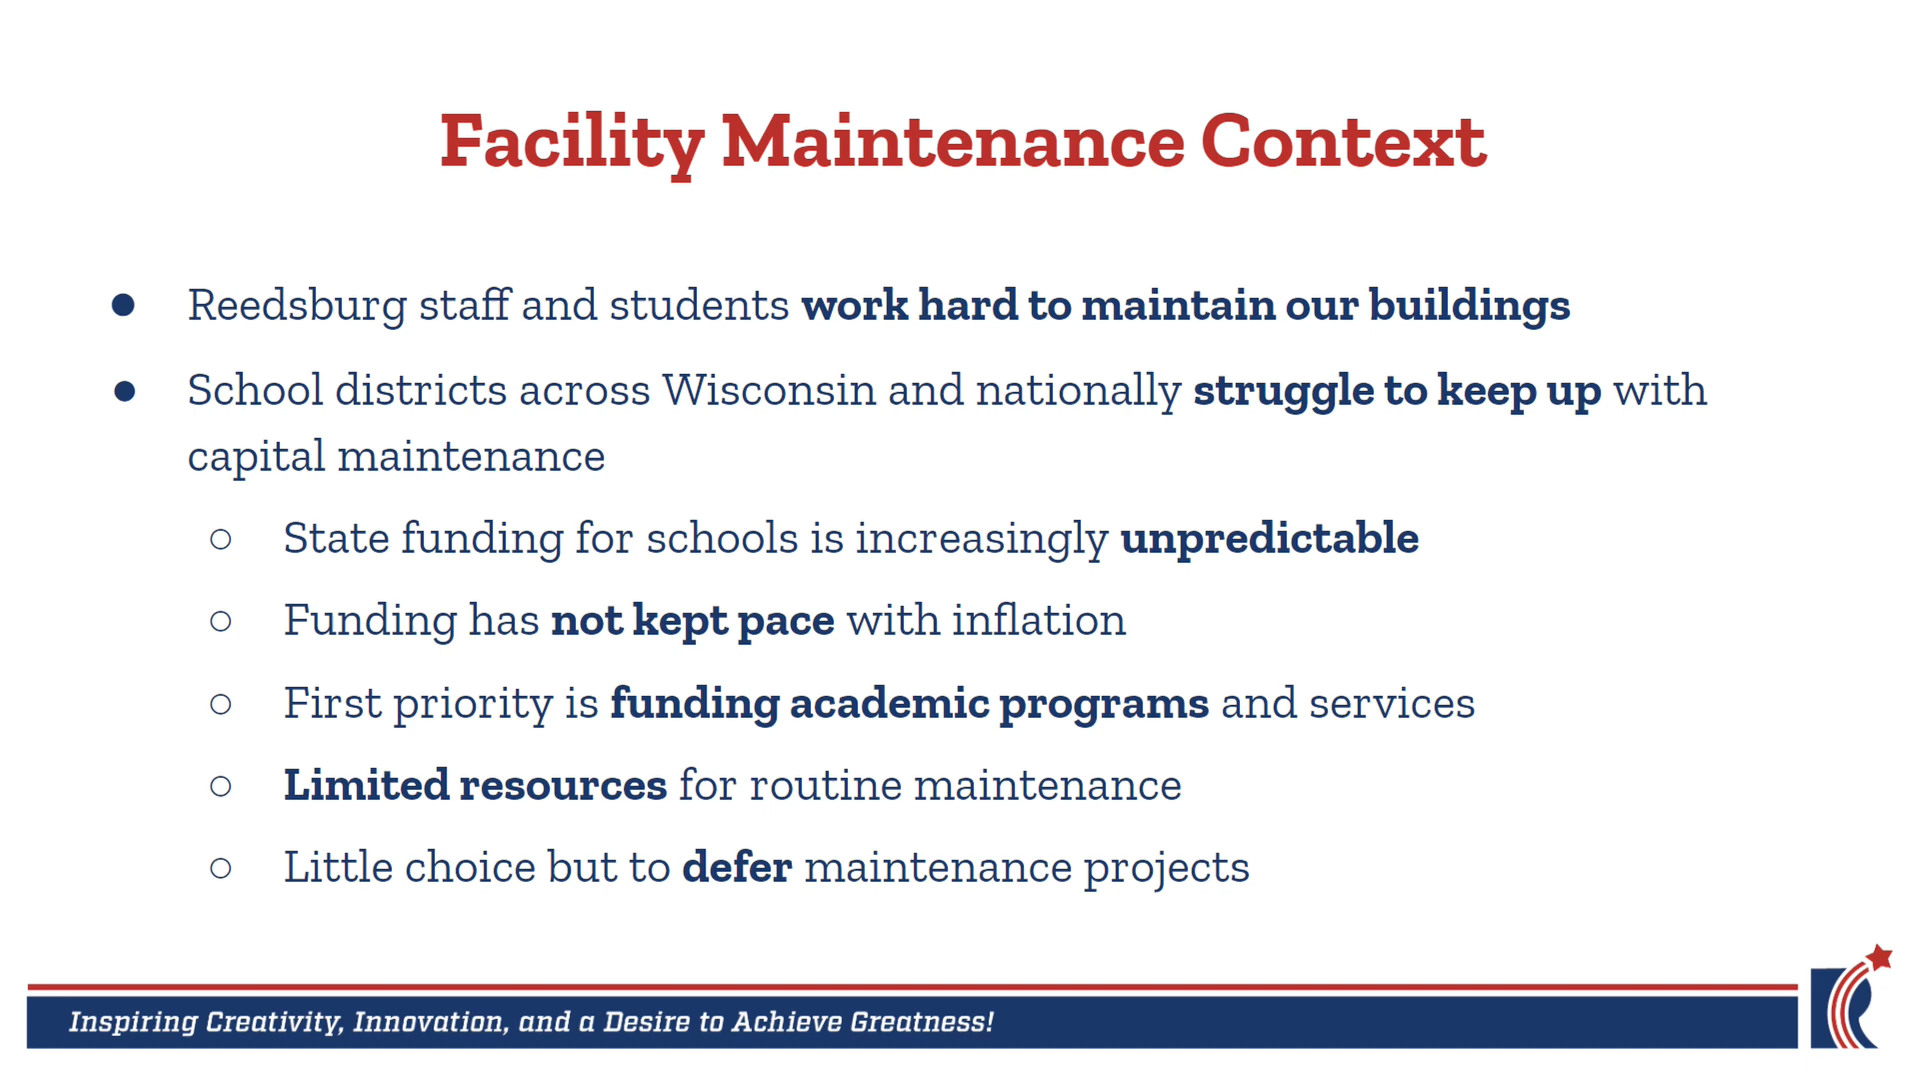 Facility Maintenance Context
● Reedsburg staff and students work hard to maintain our buildings
● School districts across Wisconsin and nationally struggle to keep up with
capital maintenance
○ State funding for schools is increasingly unpredictable
○ Funding has not kept pace with inflation
○ First priority is funding academic programs and services
○ Limited resources for routine maintenance
○ Little choice but to defer maintenance projects
Inspiring Creativity, Innovation, and a Desire to Achieve Greatness!
R